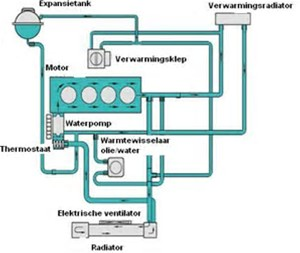 Expansietank
Verwarmingsradiator
Verwarmingsklep
Motor
Waterpomp
Thermostaat
Warmtewisselaar
olie/water
Elektrische ventilator
Radiator